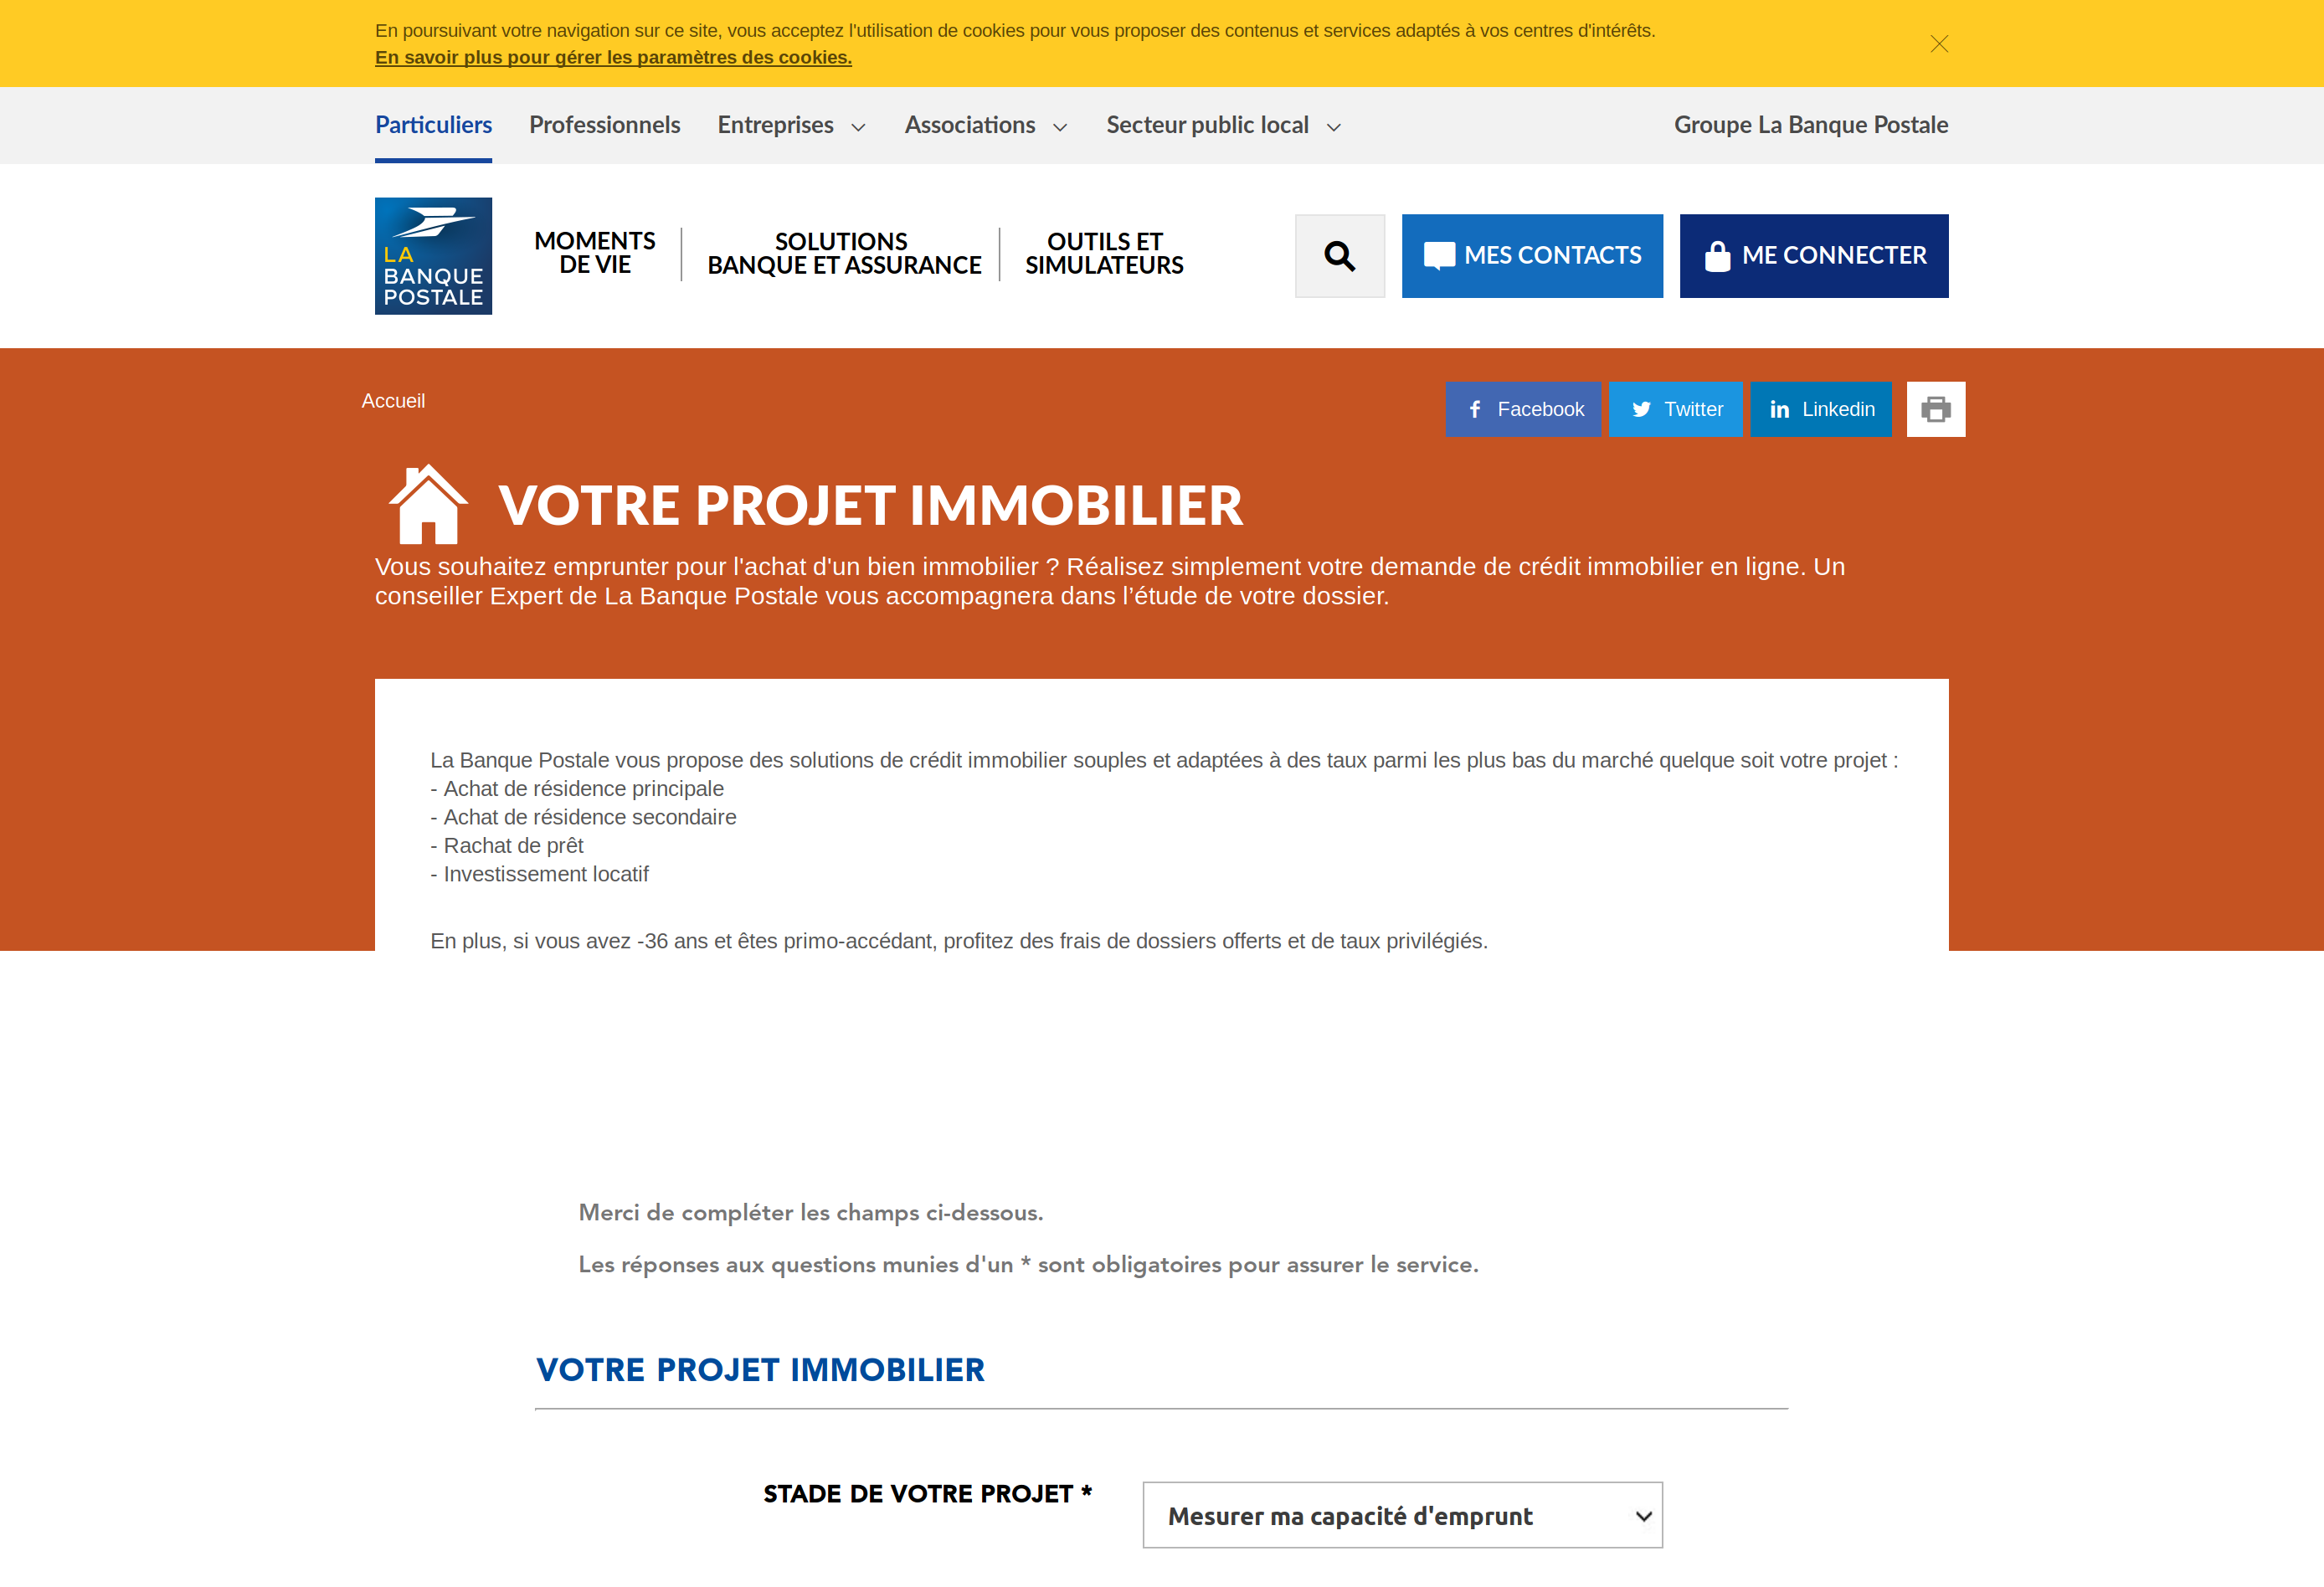 En poursuivant votre navigation sur ce site, vous acceptez l'utilisation de cookies pour vous proposer des contenus et services adaptés à vos centres d'intérêts.
En savoir plus pour gérer les paramètres des cookies.
Particuliers Professionnels Entreprises Associations Secteur public local Groupe La Banque Postale
LA BANQUE POSTALE
MOMENTS DE VIE
SOLUTIONS BANQUE ET ASSURANCE
OUTILS ET SIMULATEURS
MES CONTACTS
ME CONNECTER
Accueil
Facebook Twitter Linkedin
VOTRE PROJET IMMOBILIER
Vous souhaitez emprunter pour l'achat d'un bien immobilier ? Réalisez simplement votre demande de crédit immobilier en ligne. Un
conseiller Expert de La Banque Postale vous accompagnera dans l’étude de votre dossier.
La Banque Postale vous propose des solutions de crédit immobilier souples et adaptées à des taux parmi les plus bas du marché quelque soit votre projet :
- Achat de résidence principale
- Achat de résidence secondaire
- Rachat de prêt
- Investissement locatif
En plus, si vous avez -36 ans et êtes primo-accédant, profitez des frais de dossiers offerts et de taux privilégiés.
Merci de compléter les champs ci-dessous.
Les réponses aux questions munies d'un * sont obligatoires pour assurer le service.
VOTRE PROJET IMMOBILIER
STADE DE VOTRE PROJET *
Mesurer ma capacité d'emprunt